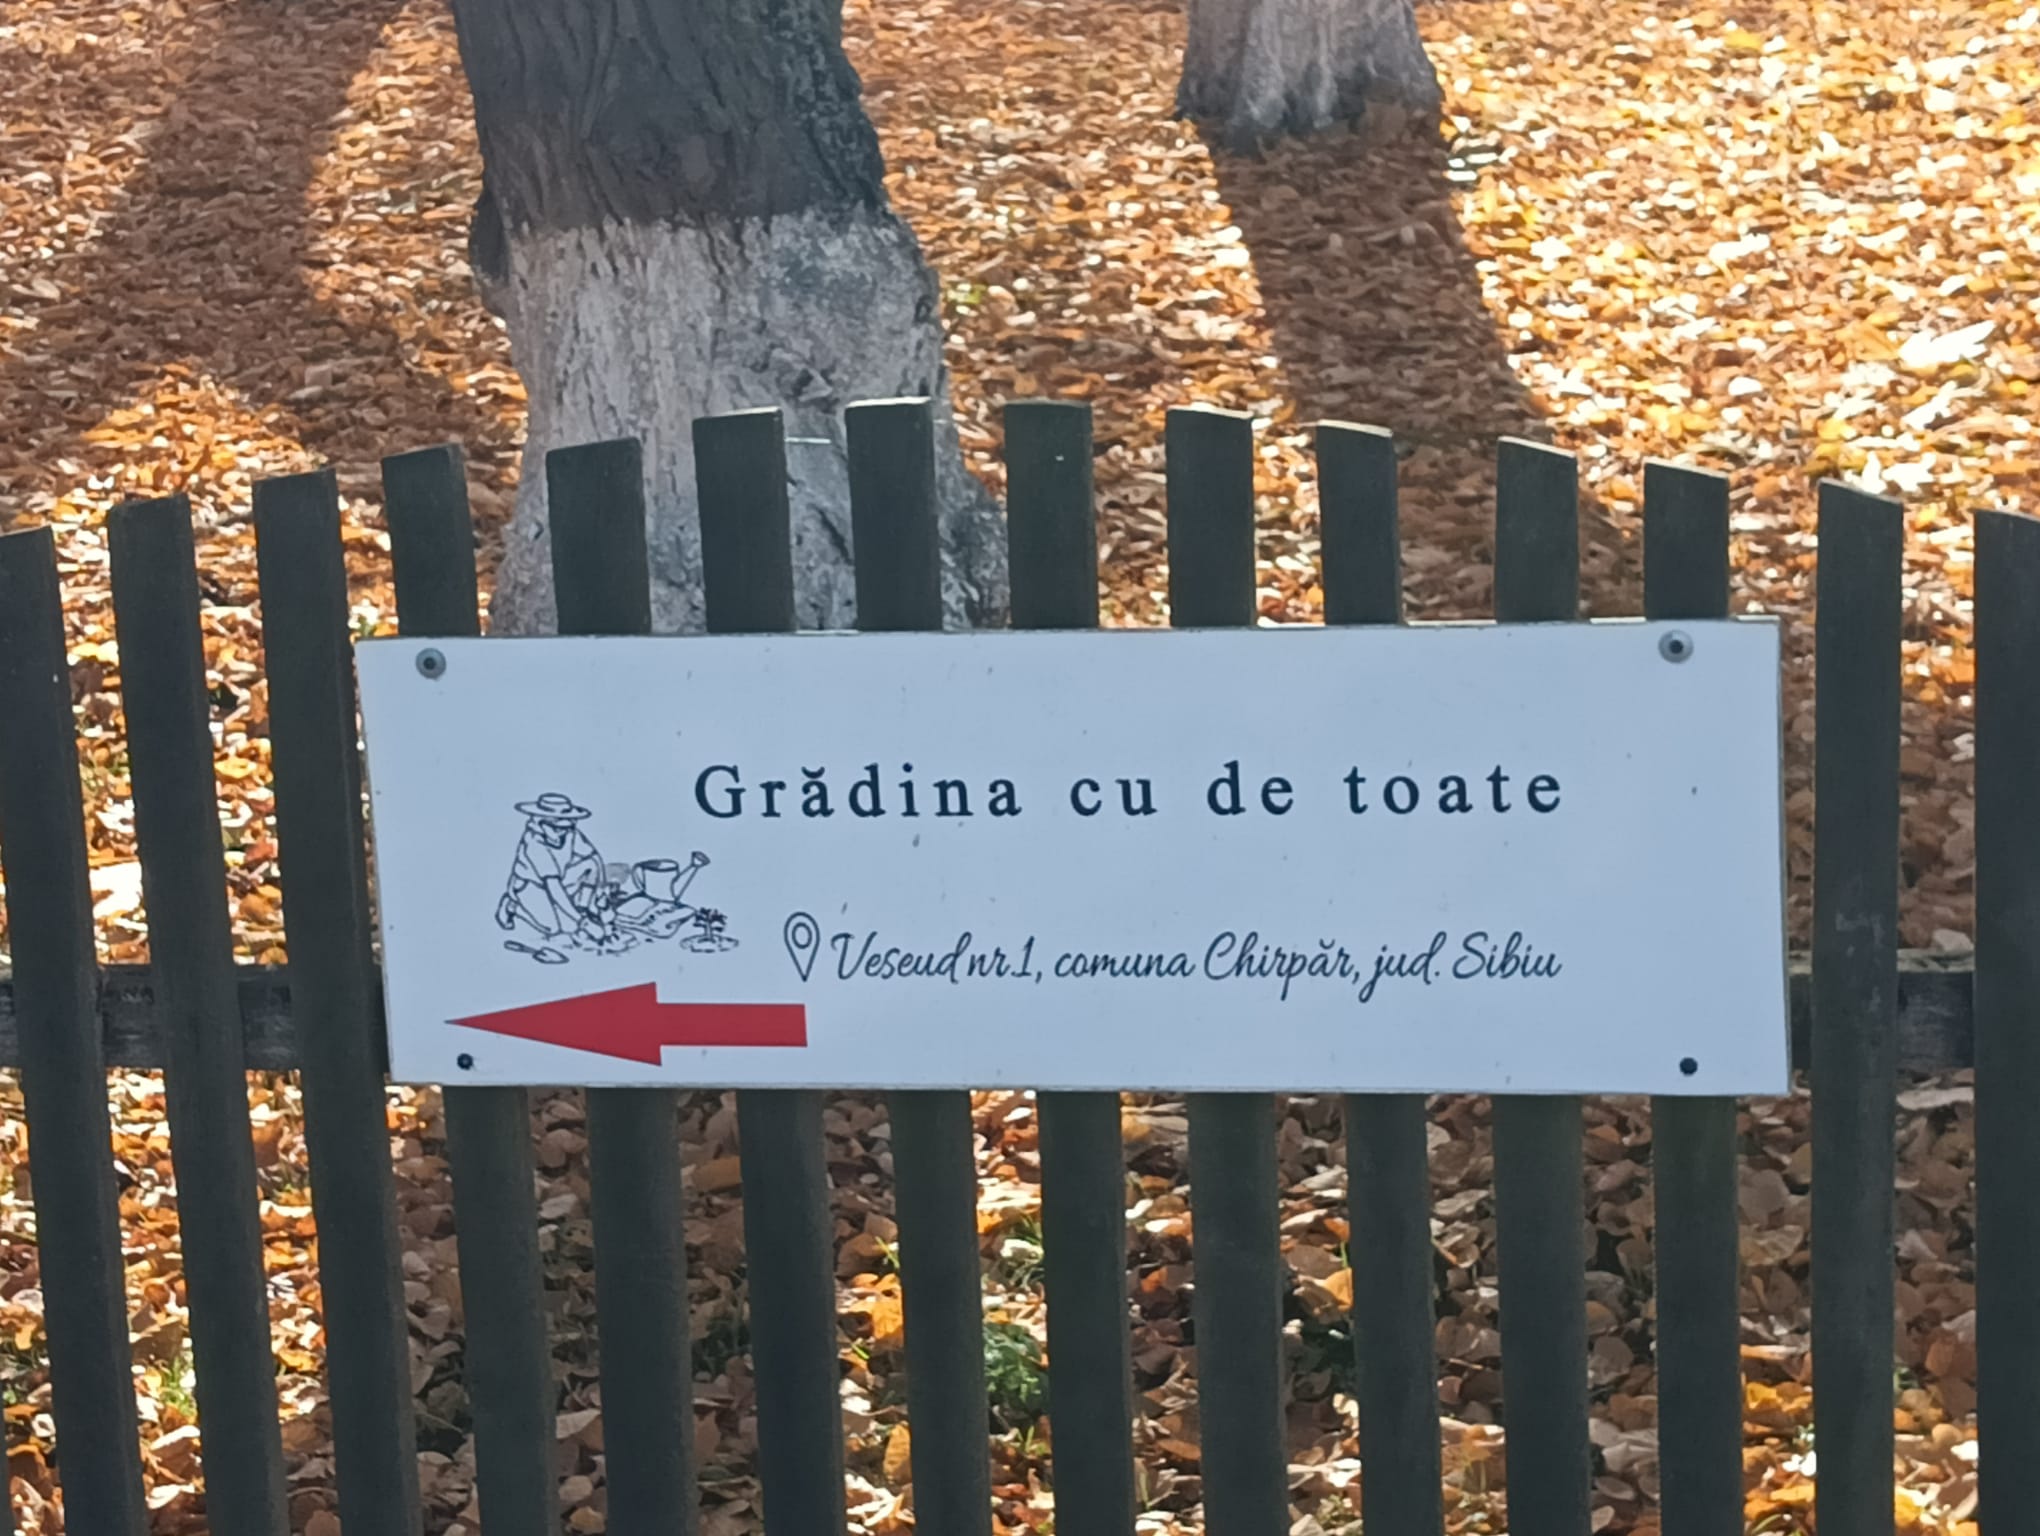 Grădina cu de toate
Veseud nr.1, comuna Chirpăr, jud. Sibiu